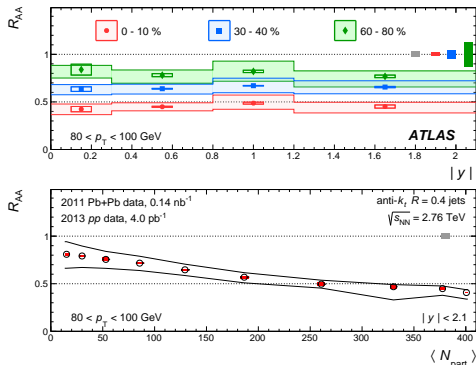 R_AA
0 - 10 %
30 - 40 %
60 - 80 %
1
0.5
80 < p_T < 100 GeV
ATLAS
0
0 0.2 0.4 0.6 0.8 1 1.2 1.4 1.6 1.8 2
| y |
R_AA
2011 Pb+Pb data, 0.14 nb^-1
2013 pp data, 4.0 pb^-1
anti-k_t R = 0.4 jets
√s_NN = 2.76 TeV
1
0.5
80 < p_T < 100 GeV
| y | < 2.1
0
0 50 100 150 200 250 300 350 400
⟨ N_part ⟩